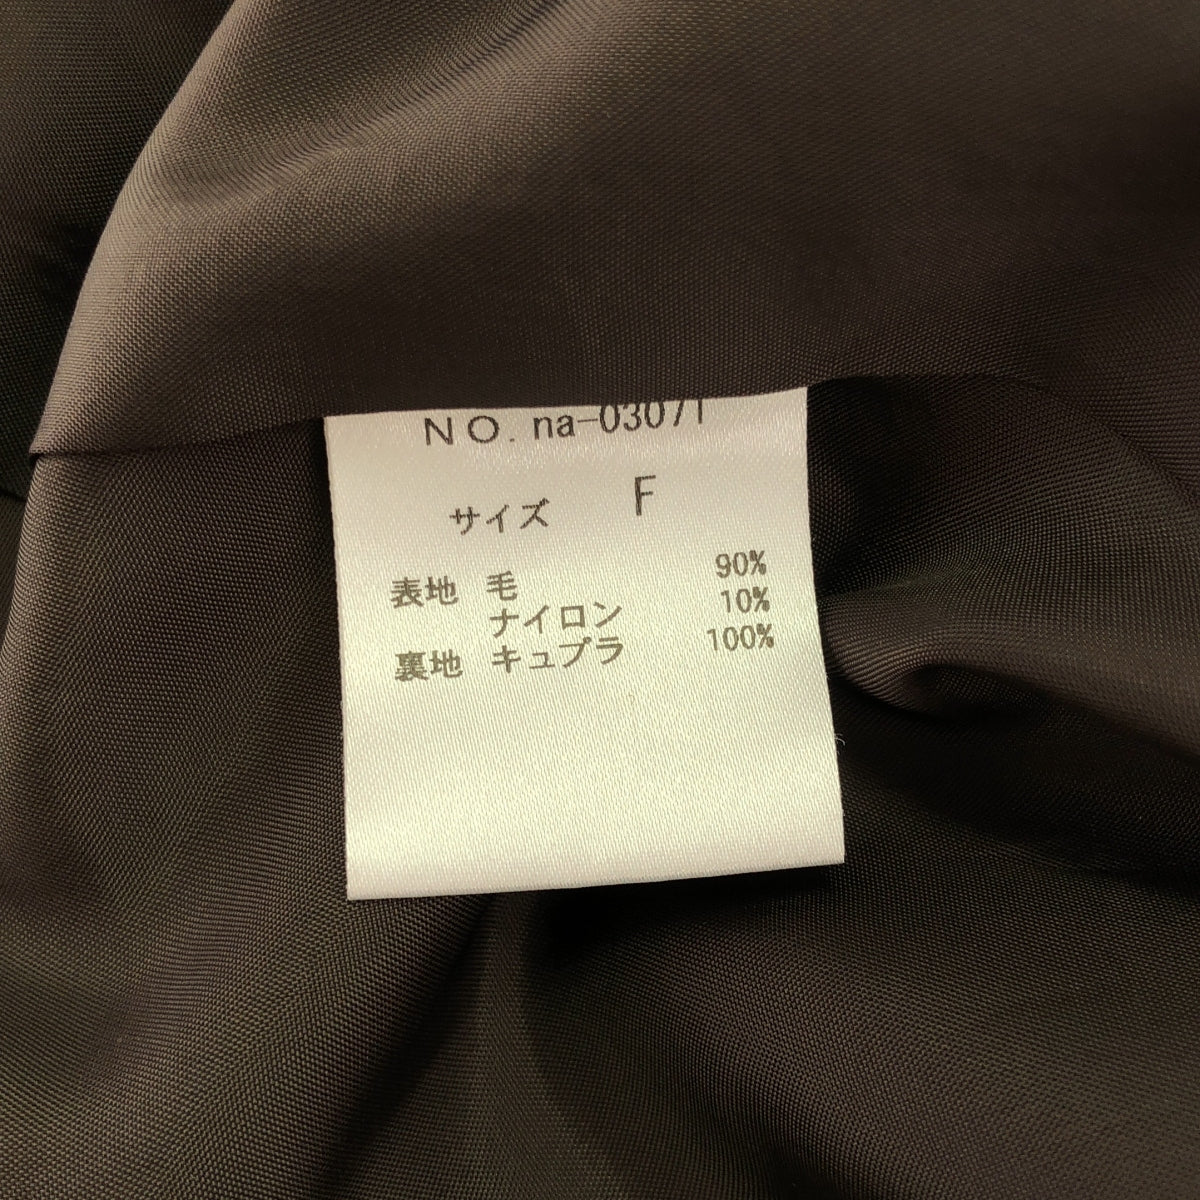 NO. na-03071
サイズ F
表地 毛 90%
ナイロン 10%
裏地 キュプラ 100%